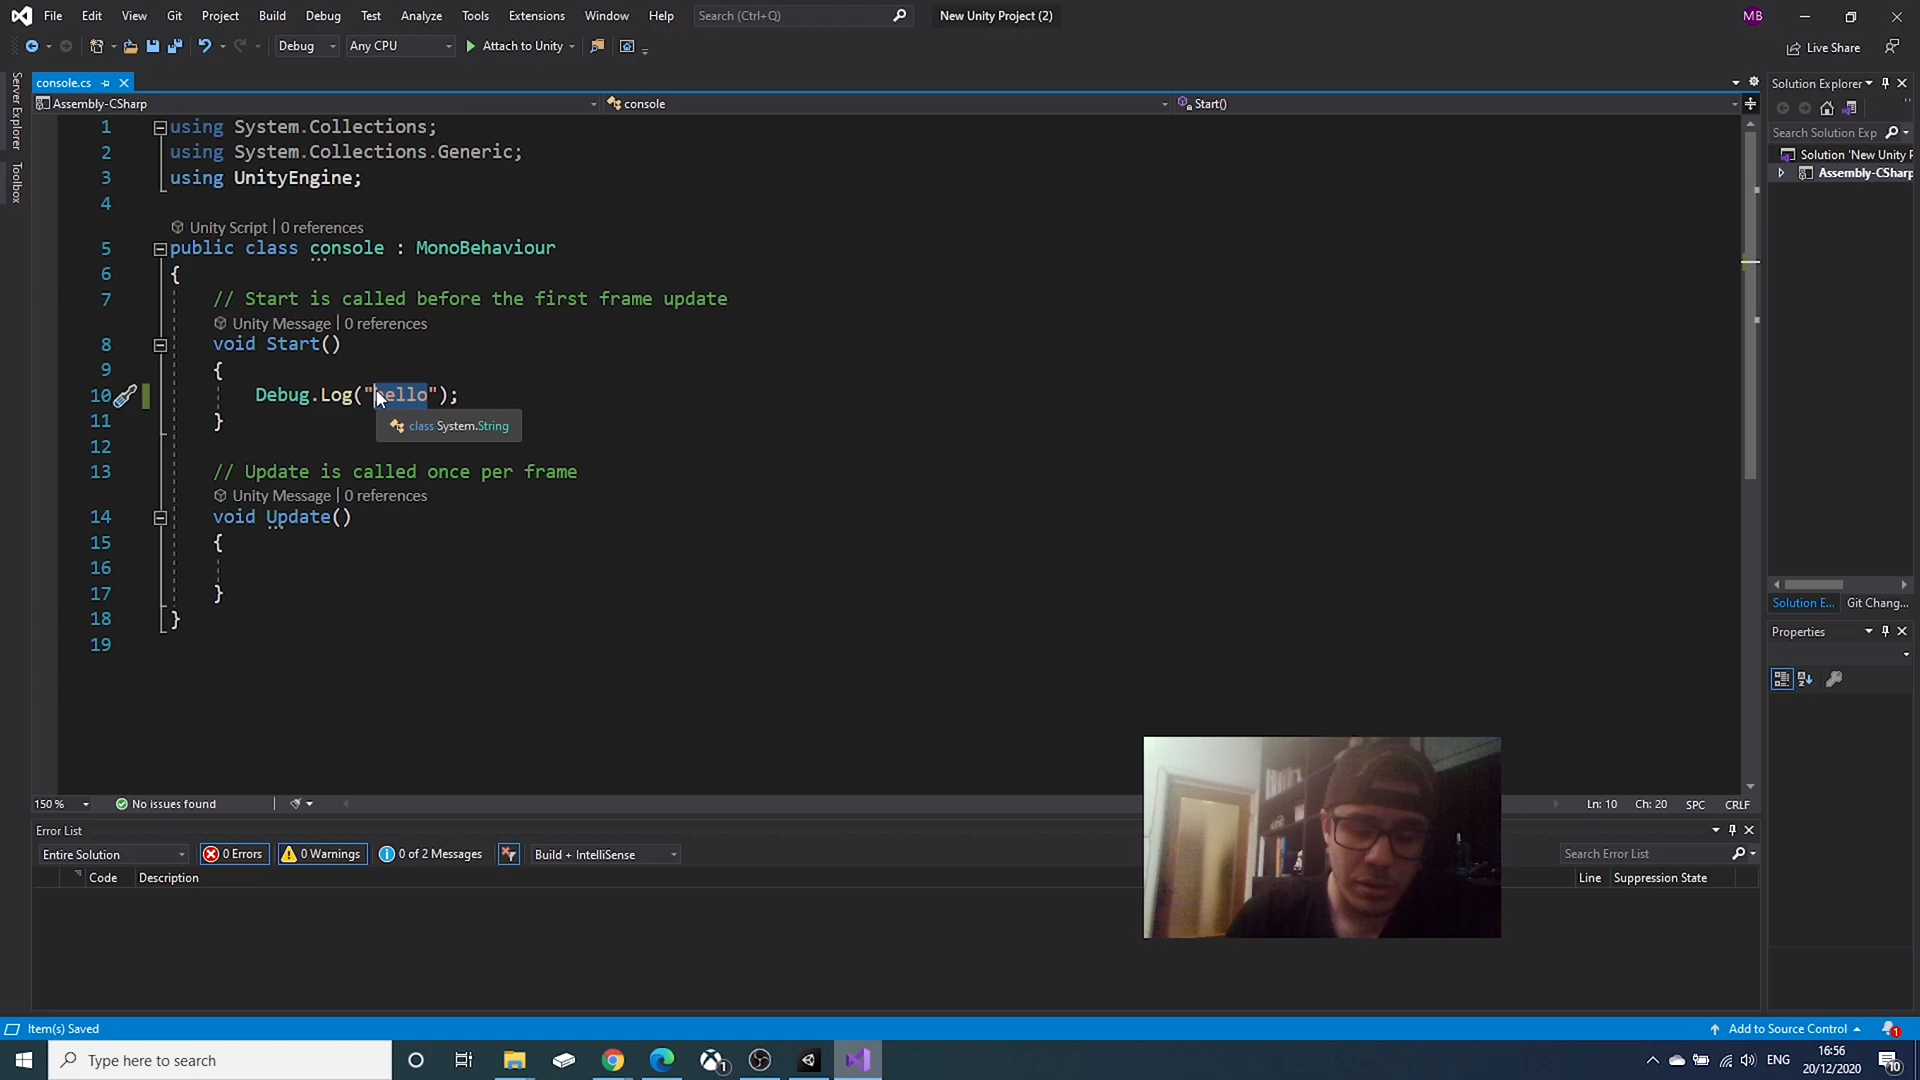 File Edit View Git Project Build Debug Test Analyze Tools Extensions Window Help Search (Ctrl+Q) New Unity Project (2) MB
Debug Any CPU Attach to Unity Live Share
console.cs
Solution Explorer
Assembly-CSharp console Start()
Server Explorer
Toolbox
Search Solution Exp
Solution 'New Unity P
Assembly-CSharp
1 using System.Collections;
2 using System.Collections.Generic;
3 using UnityEngine;
4
Unity Script | 0 references
5 public class console : MonoBehaviour
6 {
7 // Start is called before the first frame update
Unity Message | 0 references
8 void Start()
9 {
10 Debug.Log("hello");
class System.String
11 }
12
13 // Update is called once per frame
Unity Message | 0 references
14 void Update()
15 {
16
17 }
18 }
19
Solution E... Git Chang...
Properties
150 % No issues found Ln: 10 Ch: 20 SPC CRLF
Error List
Entire Solution 0 Errors 0 Warnings 0 of 2 Messages Build + IntelliSense Search Error List
Code Description Line Suppression State
Item(s) Saved Add to Source Control 1
Type here to search 1 ENG 16:56
20/12/2020 10